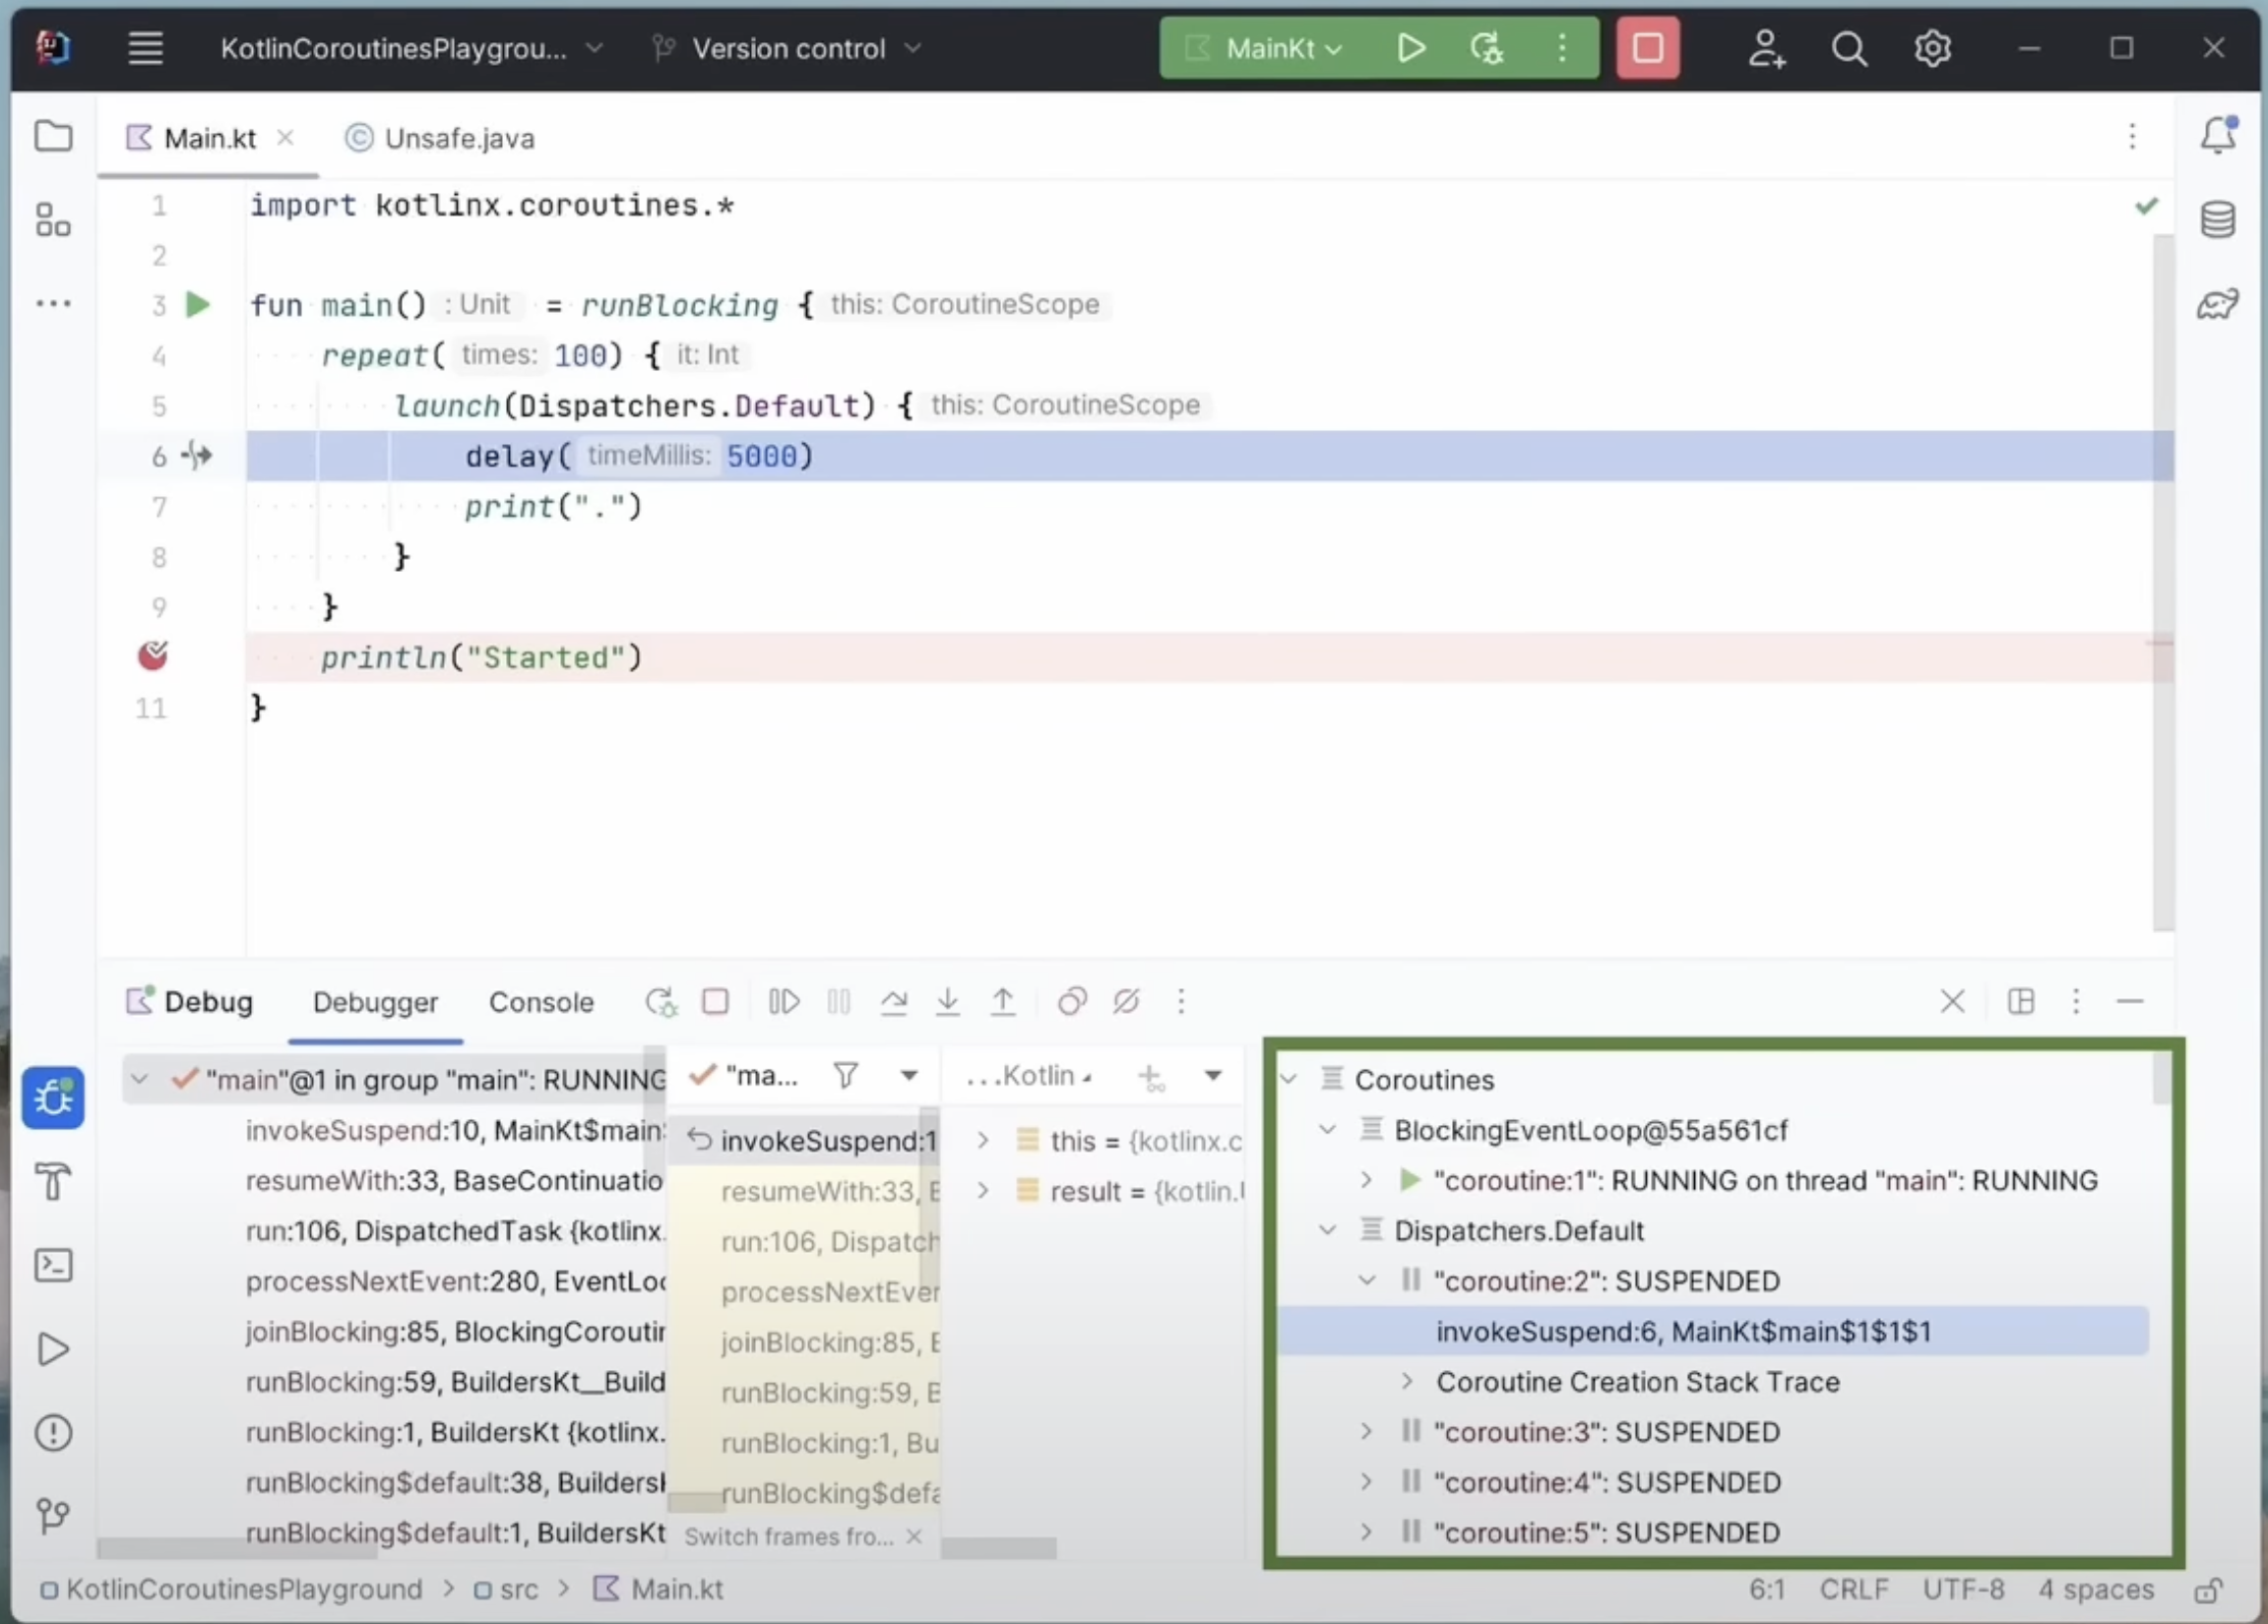 KotlinCoroutinesPlaygrou...
Version control
MainKt
Main.kt
Unsafe.java
1 import kotlinx.coroutines.*
2
3 fun main() : Unit = runBlocking { this: CoroutineScope
4 repeat( times: 100) { it: Int
5 launch(Dispatchers.Default) { this: CoroutineScope
6 delay( timeMillis: 5000)
7 print(".")
8 }
9 }
println("Started")
11 }
Debug
Debugger
Console
"main"@1 in group "main": RUNNING
invokeSuspend:10, MainKt$main
resumeWith:33, BaseContinuatio
run:106, DispatchedTask {kotlinx.
processNextEvent:280, EventLoo
joinBlocking:85, BlockingCoroutin
runBlocking:59, BuildersKt__Build
runBlocking:1, BuildersKt {kotlinx.
runBlocking$default:38, Builders
runBlocking$default:1, BuildersKt
"ma...
invokeSuspend:1
resumeWith:33,
run:106, Dispatch
processNextEver
joinBlocking:85,
runBlocking:59, B
runBlocking:1, Bu
runBlocking$defa
Switch frames fro...
...Kotlin
this = {kotlinx.c
result = {kotlin.
Coroutines
BlockingEventLoop@55a561cf
"coroutine:1": RUNNING on thread "main": RUNNING
Dispatchers.Default
"coroutine:2": SUSPENDED
invokeSuspend:6, MainKt$main$1$1$1
Coroutine Creation Stack Trace
"coroutine:3": SUSPENDED
"coroutine:4": SUSPENDED
"coroutine:5": SUSPENDED
KotlinCoroutinesPlayground > src > Main.kt
6:1 CRLF UTF-8 4 spaces